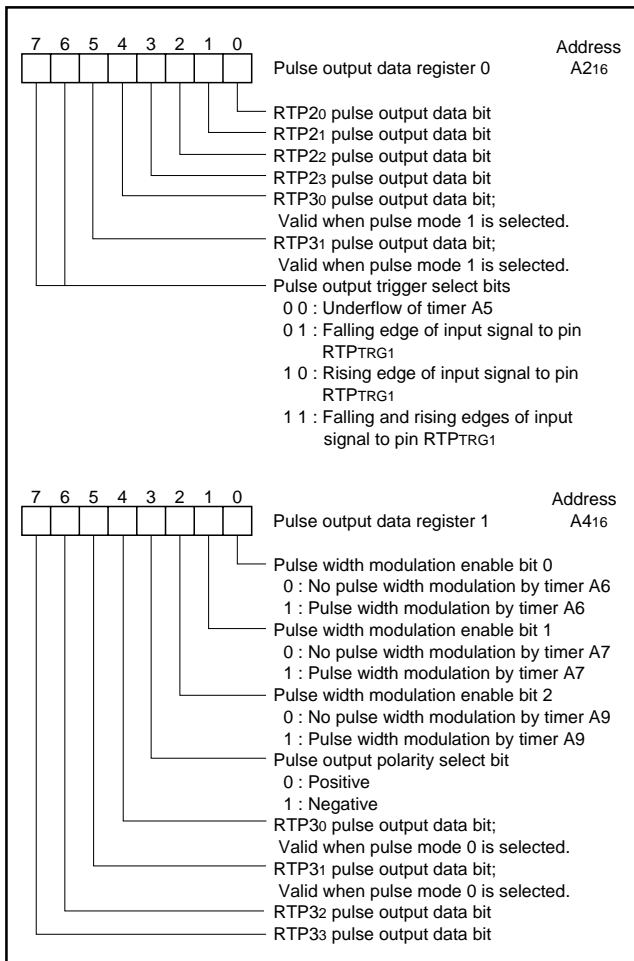 7 6 5 4 3 2 1 0 Address
Pulse output data register 0 A216
RTP20 pulse output data bit
RTP21 pulse output data bit
RTP22 pulse output data bit
RTP23 pulse output data bit
RTP30 pulse output data bit;
Valid when pulse mode 1 is selected.
RTP31 pulse output data bit;
Valid when pulse mode 1 is selected.
Pulse output trigger select bits
0 0 : Underflow of timer A5
0 1 : Falling edge of input signal to pin
RTPTRG1
1 0 : Rising edge of input signal to pin
RTPTRG1
1 1 : Falling and rising edges of input
signal to pin RTPTRG1
7 6 5 4 3 2 1 0 Address
Pulse output data register 1 A416
Pulse width modulation enable bit 0
0 : No pulse width modulation by timer A6
1 : Pulse width modulation by timer A6
Pulse width modulation enable bit 1
0 : No pulse width modulation by timer A7
1 : Pulse width modulation by timer A7
Pulse width modulation enable bit 2
0 : No pulse width modulation by timer A9
1 : Pulse width modulation by timer A9
Pulse output polarity select bit
0 : Positive
1 : Negative
RTP30 pulse output data bit;
Valid when pulse mode 0 is selected.
RTP31 pulse output data bit;
Valid when pulse mode 0 is selected.
RTP32 pulse output data bit
RTP33 pulse output data bit